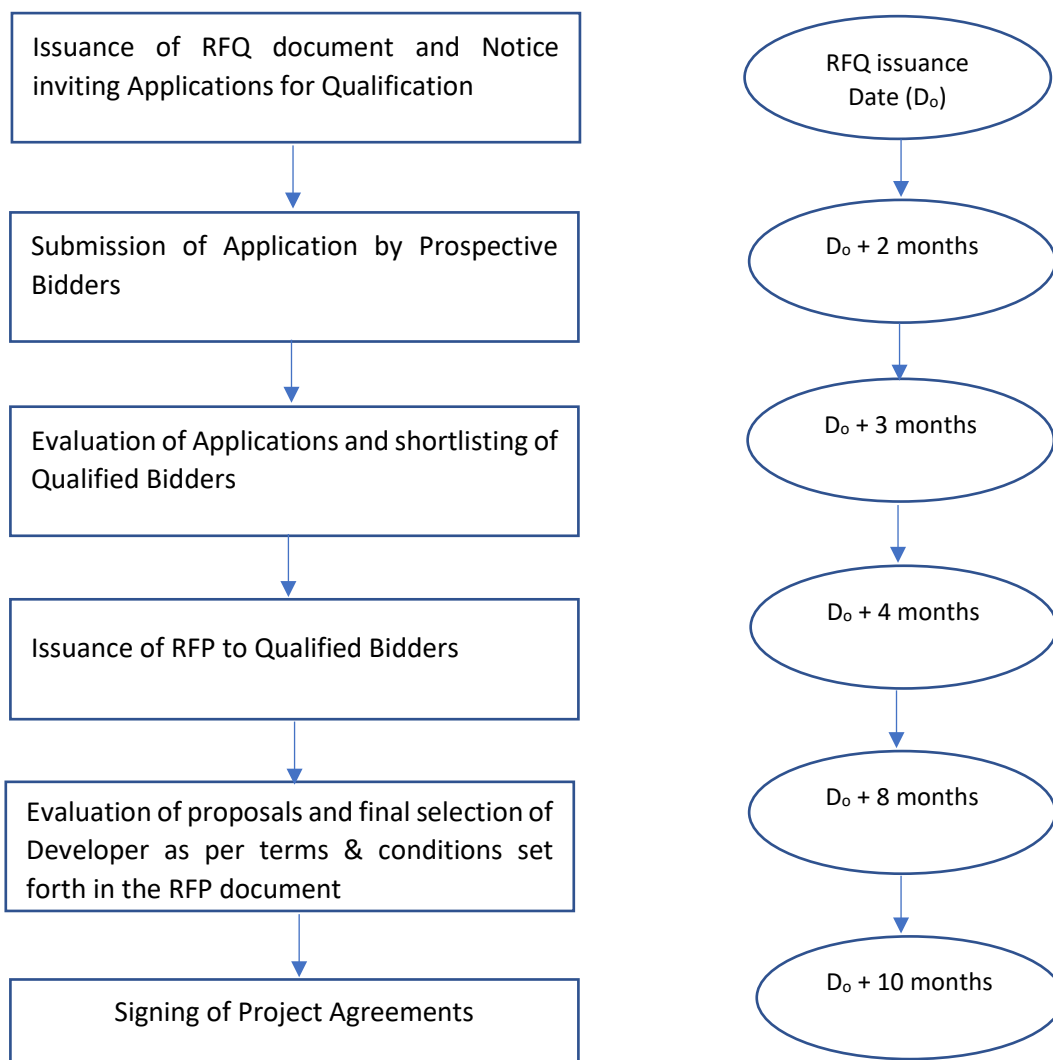 Issuance of RFQ document and Notice
inviting Applications for Qualification
RFQ issuance
Date (Dₒ)
Submission of Application by Prospective
Bidders
Dₒ + 2 months
Evaluation of Applications and shortlisting of
Qualified Bidders
Dₒ + 3 months
Issuance of RFP to Qualified Bidders
Dₒ + 4 months
Evaluation of proposals and final selection of
Developer as per terms & conditions set
forth in the RFP document
Dₒ + 8 months
Signing of Project Agreements
Dₒ + 10 months